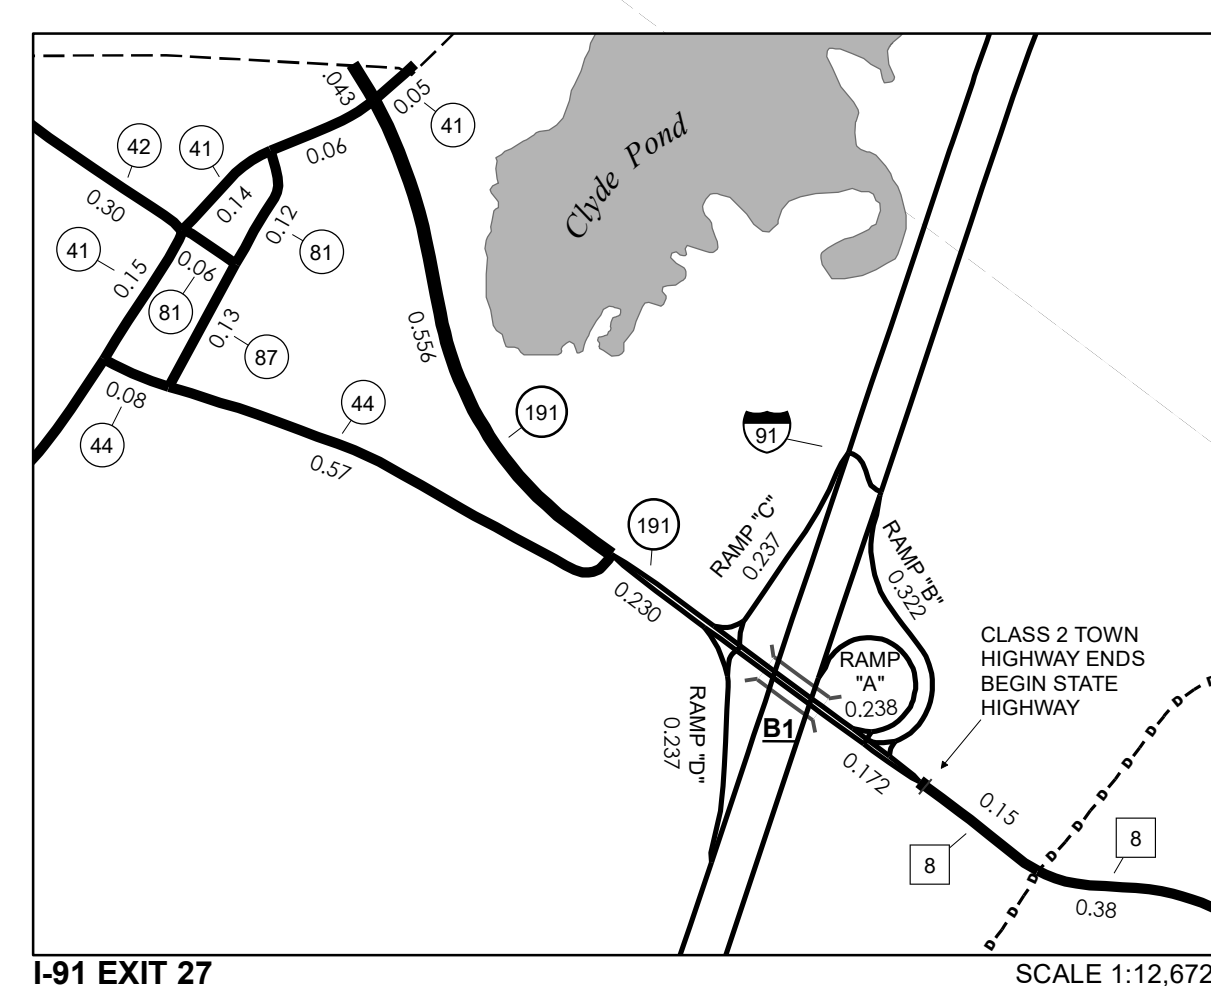 .043
0.05
41
42
41
0.06
0.30
0.14
0.12
41
0.15
0.06
81
81
0.13
87
0.08
44
44
0.57
0.556
191
Clyde Pond
91
191
0.230
RAMP "C"
0.237
RAMP "B"
0.322
RAMP
"A"
0.238
RAMP "D"
0.237
B1
0.172
CLASS 2 TOWN
HIGHWAY ENDS
BEGIN STATE
HIGHWAY
0.15
8
8
0.38
D
D
D
D
D
D
D
D
D
I-91 EXIT 27
SCALE 1:12,672